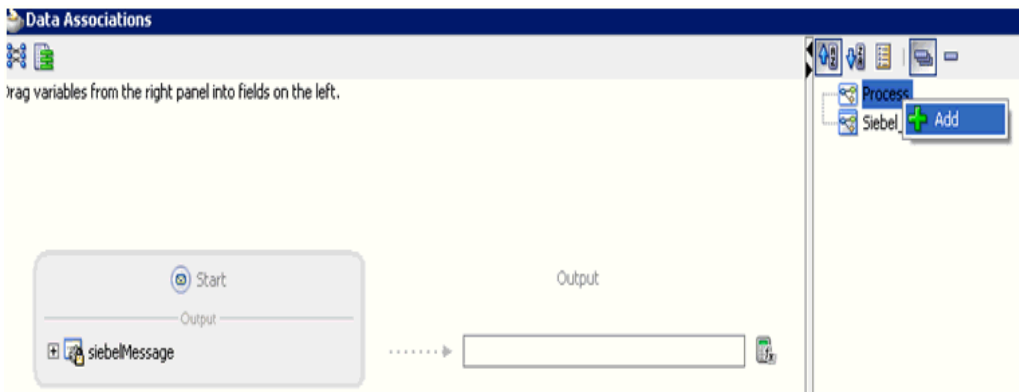 Data Associations
rag variables from the right panel into fields on the left.
Process
Siebel_
Add
Start
Output
Output
siebelMessage